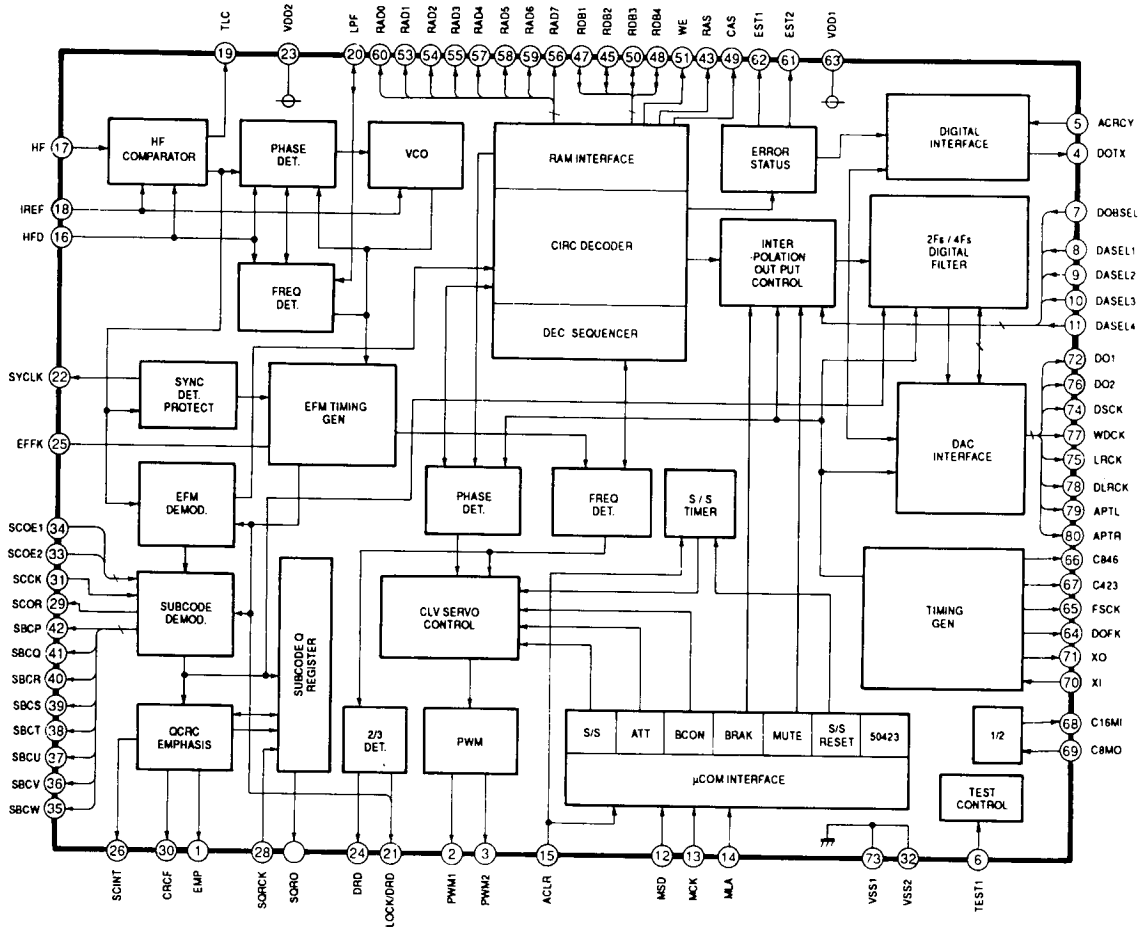 TLC
VDD2
LPF
RAD0
RAD1
RAD2
RAD3
RAD4
RAD5
RAD6
RAD7
RDB1
RDB2
RDB3
RDB4
WE
RAS
CAS
EST1
EST2
VDD1
19
23
20
60
53
54
55
57
58
59
56
47
45
50
48
51
43
49
62
61
63
HF
17
IREF
18
HFD
16
HF
COMPARATOR
PHASE
DET.
VCO
FREQ
DET.
RAM INTERFACE
CIRC DECODER
DEC SEQUENCER
ERROR
STATUS
DIGITAL
INTERFACE
INTER
-POLATION
OUT PUT
CONTROL
2Fs / 4Fs
DIGITAL
FILTER
5
ACRCY
4
DOTX
7
DOBSEL
8
DASEL1
9
DASEL2
10
DASEL3
11
DASEL4
SYCLK
22
EFFK
25
SYNC
DET.
PROTECT
EFM TIMING
GEN
EFM
DEMOD.
PHASE
DET.
FREQ
DET.
S / S
TIMER
DAC
INTERFACE
72
DO1
76
DO2
74
DSCK
77
WDCK
75
LRCK
78
DLRCK
79
APTL
80
APTR
SCOE1
34
SCOE2
33
SCCK
31
SCOR
29
SBCP
42
SBCQ
41
SBCR
40
SBCS
39
SBCT
38
SBCU
37
SBCV
36
SBCW
35
SUBCODE
DEMOD.
SUBCODE Q
REGISTER
QCRC
EMPHASIS
CLV SERVO
CONTROL
2/3
DET.
PWM
TIMING
GEN
66
C846
67
C423
65
FSCK
64
DOFK
71
XO
70
XI
68
C16MI
69
C8MO
1/2
S/S
ATT
BCON
BRAK
MUTE
S/S
RESET
50423
μCOM INTERFACE
TEST
CONTROL
26
30
1
28
24
21
2
3
15
12
13
14
73
32
6
SCINT
CRCF
EMP
SQRCK
SQRO
DRD
LOCK/DRD
PWM1
PWM2
ACLR
MSD
MCK
MLA
VSS1
VSS2
TEST1